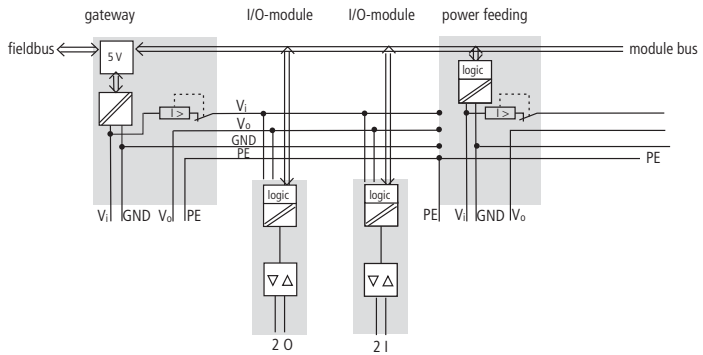 gateway I/O-module I/O-module power feeding
fieldbus 5 V module bus
logic
I > I >
Vi
Vo
GND
PE PE
logic logic
Vi GND Vo PE PE Vi GND Vo
2 O 2 I